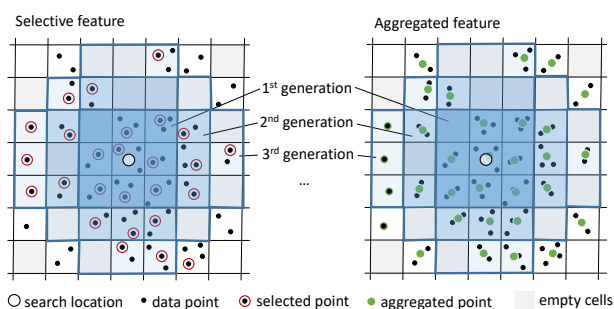 Selective feature
Aggregated feature
1st generation
2nd generation
3rd generation
...
search location
data point
selected point
aggregated point
empty cells